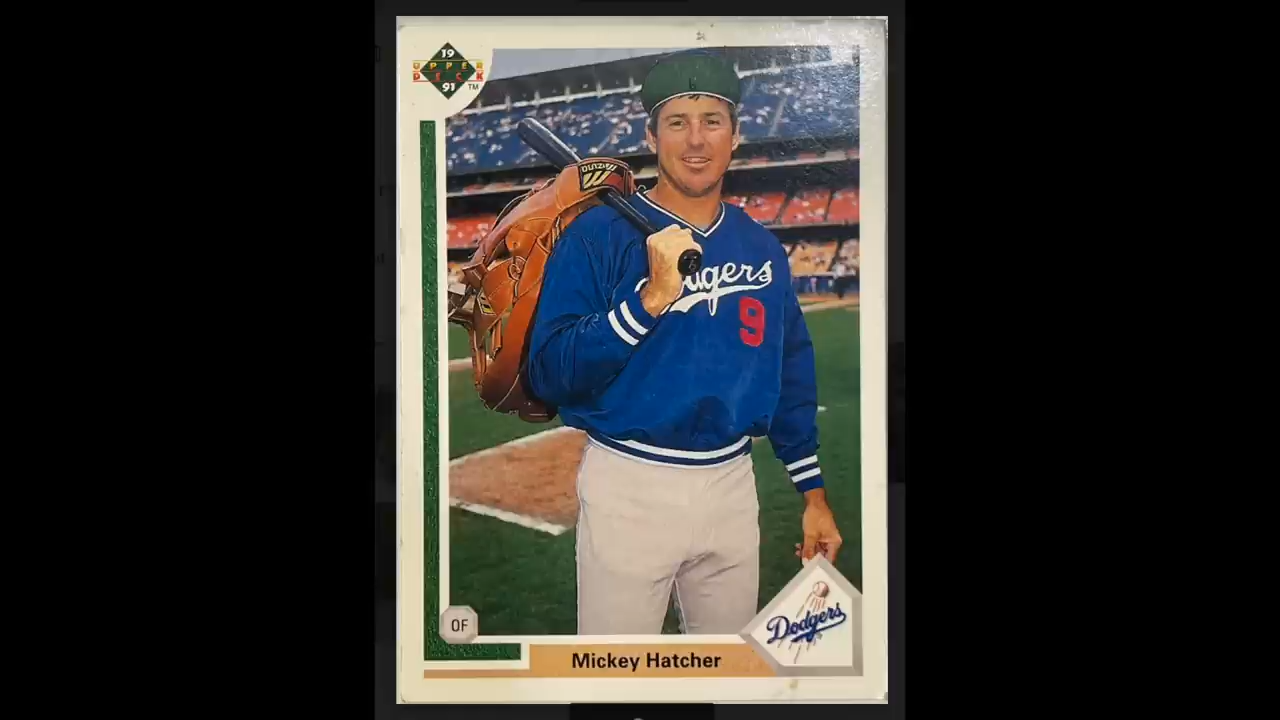 19
UPPER
DECK
91 TM
MIZUNO
Dodgers
9
OF
Dodgers
Mickey Hatcher